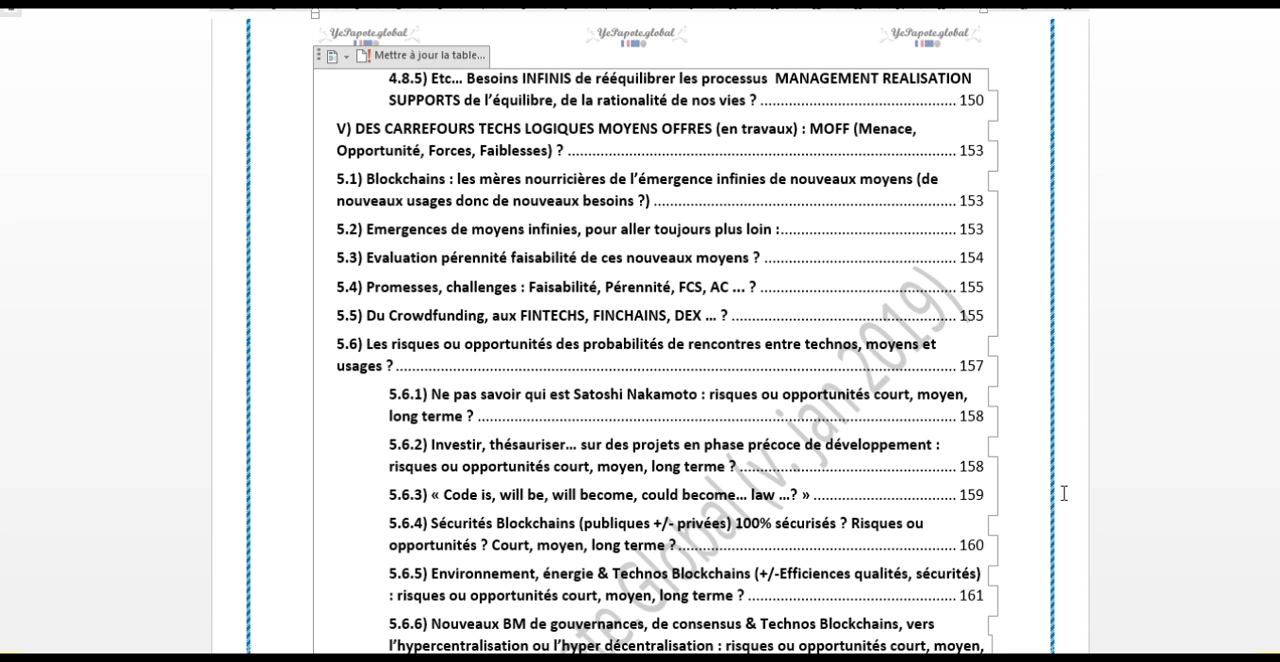 YePapote.global YePapote.global YePapote.global
Mettre à jour la table...
4.8.5) Etc... Besoins INFINIS de rééquilibrer les processus MANAGEMENT REALISATION
SUPPORTS de l'équilibre, de la rationalité de nos vies ? 150
V) DES CARREFOURS TECHS LOGIQUES MOYENS OFFRES (en travaux) : MOFF (Menace,
Opportunité, Forces, Faiblesses) ? 153
5.1) Blockchains : les mères nourricières de l'émergence infinies de nouveaux moyens (de
nouveaux usages donc de nouveaux besoins ?) 153
5.2) Emergences de moyens infinies, pour aller toujours plus loin : 153
5.3) Evaluation pérennité faisabilité de ces nouveaux moyens ? 154
5.4) Promesses, challenges : Faisabilité, Pérennité, FCS, AC ... ? 155
5.5) Du Crowdfunding, aux FINTECHS, FINCHAINS, DEX ... ? 155
5.6) Les risques ou opportunités des probabilités de rencontres entre technos, moyens et
usages ? 157
5.6.1) Ne pas savoir qui est Satoshi Nakamoto : risques ou opportunités court, moyen,
long terme ? 158
5.6.2) Investir, thésauriser... sur des projets en phase précoce de développement :
risques ou opportunités court, moyen, long terme ? 158
5.6.3) « Code is, will be, will become, could become... law ...? » 159
5.6.4) Sécurités Blockchains (publiques +/- privées) 100% sécurisés ? Risques ou
opportunités ? Court, moyen, long terme ? 160
5.6.5) Environnement, énergie & Technos Blockchains (+/-Efficiences qualités, sécurités)
: risques ou opportunités court, moyen, long terme ? 161
5.6.6) Nouveaux BM de gouvernances, de consensus & Technos Blockchains, vers
l'hypercentralisation ou l'hyper décentralisation : risques ou opportunités court, moyen,
Global (v. jan 2019)